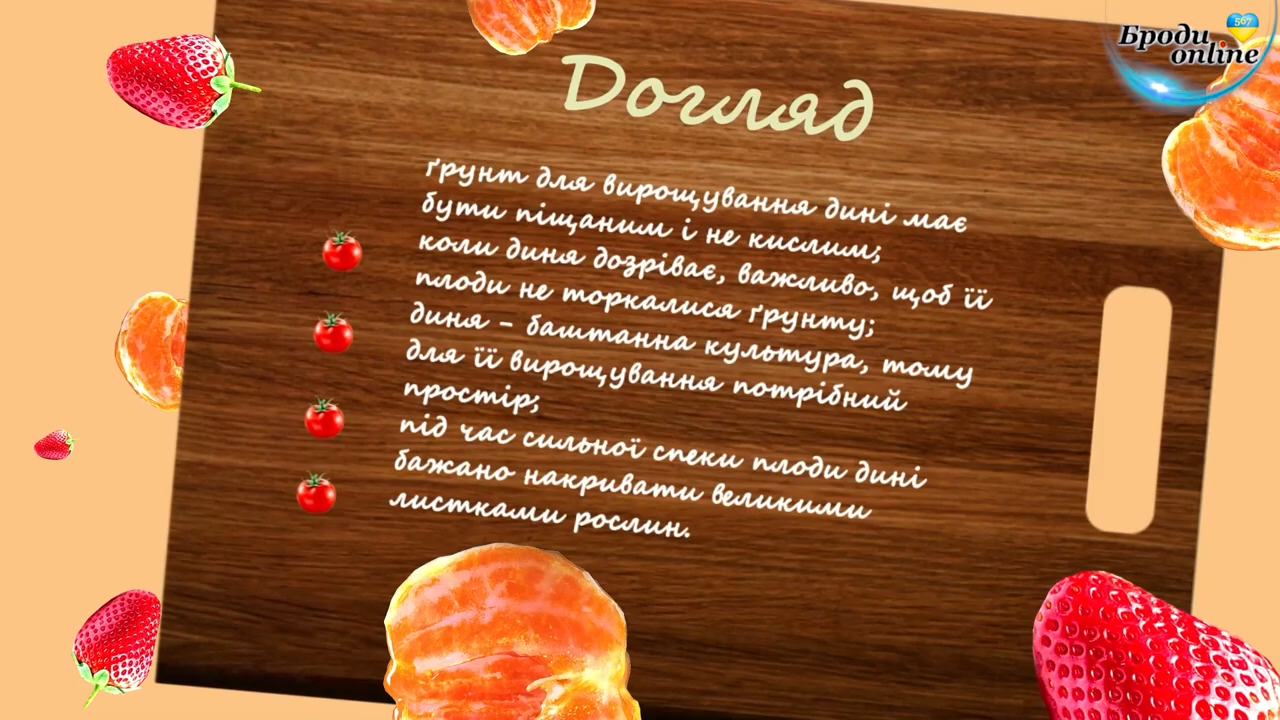 567
Броди
online
Догляд
ґрунт для вирощування дині має
бути піщаним і не кислим;
коли диня дозріває, важливо, щоб її
плоди не торкалися ґрунту;
диня – баштанна культура, тому
для її вирощування потрібний
простір;
під час сильної спеки плоди дині
бажано накривати великими
листками рослин.